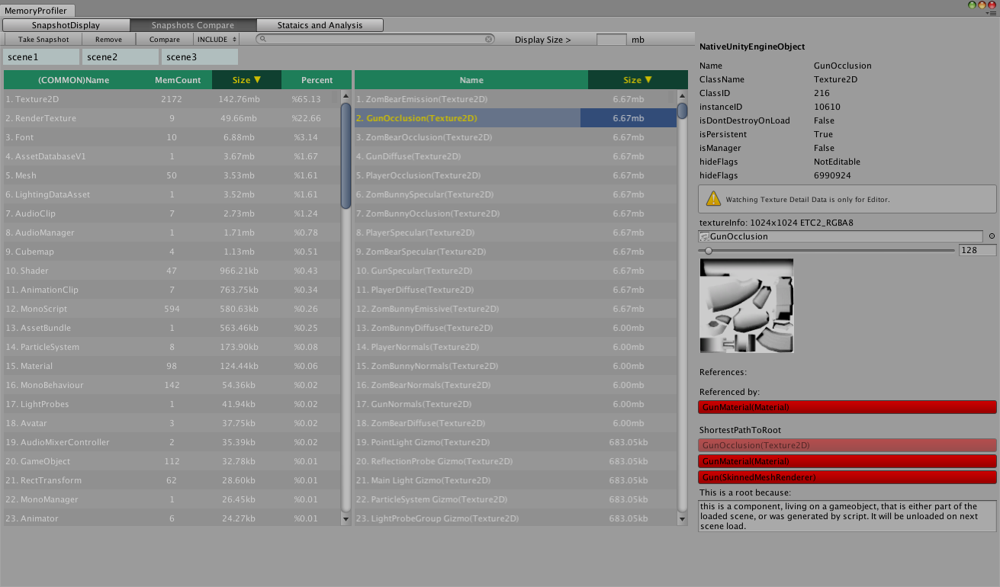 MemoryProfiler
SnapshotDisplay Snapshots Compare Stataics and Analysis
Take Snapshot Remove Compare INCLUDE Display Size > mb
scene1 scene2 scene3
(COMMON)Name MemCount Size ▼ Percent
1. Texture2D 2172 142.76mb %65.13
2. RenderTexture 9 49.66mb %22.66
3. Font 10 6.88mb %3.14
4. AssetDatabaseV1 1 3.67mb %1.67
5. Mesh 50 3.53mb %1.61
6. LightingDataAsset 1 3.52mb %1.61
7. AudioClip 7 2.73mb %1.24
8. AudioManager 1 1.71mb %0.78
9. Cubemap 4 1.13mb %0.51
10. Shader 47 966.21kb %0.43
11. AnimationClip 7 763.75kb %0.34
12. MonoScript 594 580.63kb %0.26
13. AssetBundle 1 563.46kb %0.25
14. ParticleSystem 8 173.90kb %0.08
15. Material 98 124.44kb %0.06
16. MonoBehaviour 142 54.36kb %0.02
17. LightProbes 1 41.94kb %0.02
18. Avatar 3 37.75kb %0.02
19. AudioMixerController 2 35.39kb %0.02
20. GameObject 112 32.78kb %0.01
21. RectTransform 62 28.60kb %0.01
22. MonoManager 1 26.45kb %0.01
23. Animator 6 24.27kb %0.01
Name Size ▼
1. ZomBearEmission(Texture2D) 6.67mb
2. GunOcclusion(Texture2D) 6.67mb
3. ZomBearOcclusion(Texture2D) 6.67mb
4. GunDiffuse(Texture2D) 6.67mb
5. PlayerOcclusion(Texture2D) 6.67mb
6. ZomBunnySpecular(Texture2D) 6.67mb
7. ZomBunnyOcclusion(Texture2D) 6.67mb
8. PlayerSpecular(Texture2D) 6.67mb
9. ZomBearSpecular(Texture2D) 6.67mb
10. GunSpecular(Texture2D) 6.67mb
11. PlayerDiffuse(Texture2D) 6.67mb
12. ZomBunnyEmissive(Texture2D) 6.67mb
13. ZomBunnyDiffuse(Texture2D) 6.00mb
14. PlayerNormals(Texture2D) 6.00mb
15. ZomBunnyNormals(Texture2D) 6.00mb
16. ZomBearNormals(Texture2D) 6.00mb
17. GunNormals(Texture2D) 6.00mb
18. ZomBearDiffuse(Texture2D) 6.00mb
19. PointLight Gizmo(Texture2D) 683.05kb
20. ReflectionProbe Gizmo(Texture2D) 683.05kb
21. Main Light Gizmo(Texture2D) 683.05kb
22. ParticleSystem Gizmo(Texture2D) 683.05kb
23. LightProbeGroup Gizmo(Texture2D) 683.05kb
NativeUnityEngineObject
Name GunOcclusion
ClassName Texture2D
ClassID 216
instanceID 10610
isDontDestroyOnLoad False
isPersistent True
isManager False
hideFlags NotEditable
hideFlags 6990924
Watching Texture Detail Data is only for Editor.
textureInfo: 1024x1024 ETC2_RGBA8
GunOcclusion
128
References:
Referenced by:
GunMaterial(Material)
ShortestPathToRoot
GunOcclusion(Texture2D)
GunMaterial(Material)
Gun(SkinnedMeshRenderer)
This is a root because:
this is a component, living on a gameobject, that is either part of the
loaded scene, or was generated by script. It will be unloaded on next
scene load.